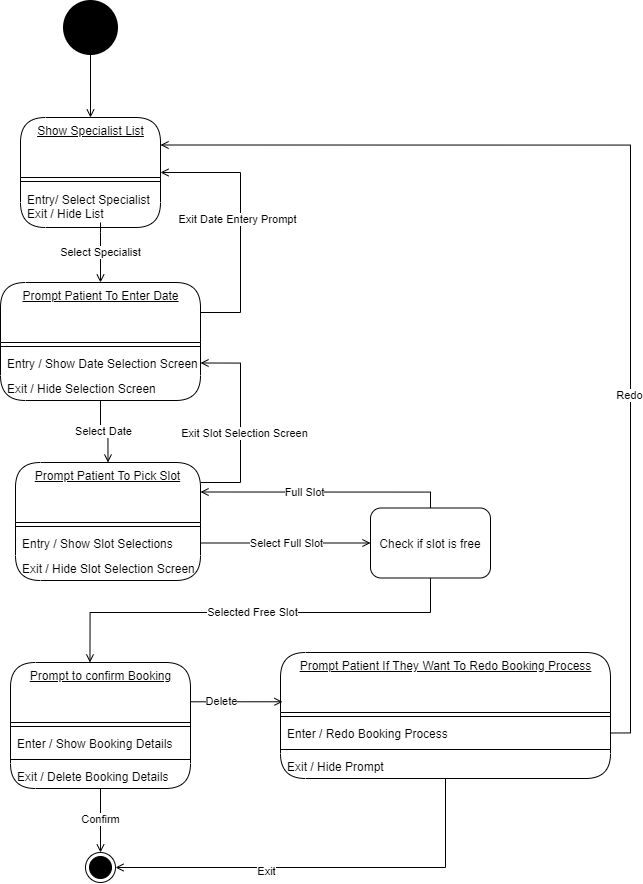 Show Specialist List
Entry/ Select Specialist
Exit / Hide List
Exit Date Entery Prompt
Select Specialist
Prompt Patient To Enter Date
Entry / Show Date Selection Screen
Exit / Hide Selection Screen
Redo
Select Date
Exit Slot Selection Screen
Prompt Patient To Pick Slot
Full Slot
Entry / Show Slot Selections
Select Full Slot
Check if slot is free
Exit / Hide Slot Selection Screen
Selected Free Slot
Prompt to confirm Booking
Prompt Patient If They Want To Redo Booking Process
Delete
Enter / Show Booking Details
Enter / Redo Booking Process
Exit / Delete Booking Details
Exit / Hide Prompt
Confirm
Exit